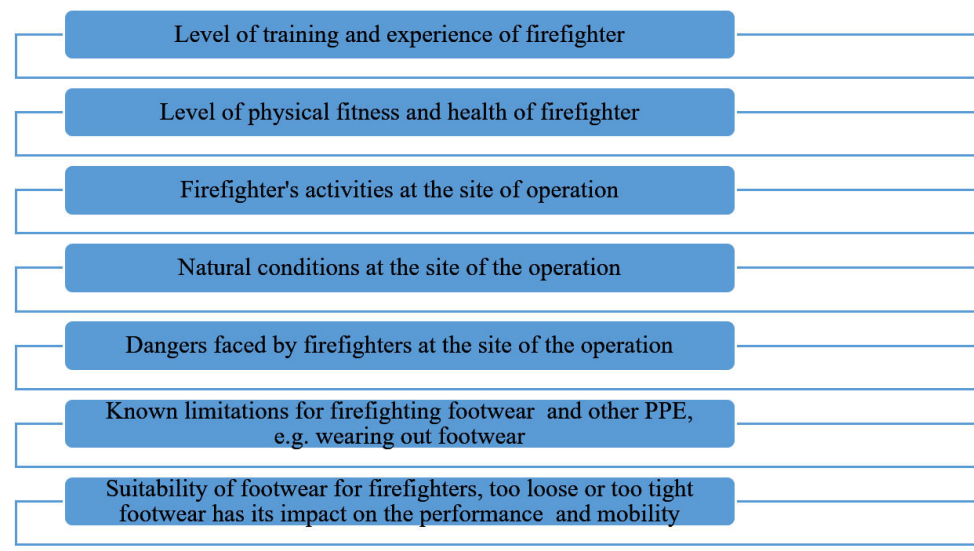 Level of training and experience of firefighter
Level of physical fitness and health of firefighter
Firefighter's activities at the site of operation
Natural conditions at the site of the operation
Dangers faced by firefighters at the site of the operation
Known limitations for firefighting footwear and other PPE,
e.g. wearing out footwear
Suitability of footwear for firefighters, too loose or too tight
footwear has its impact on the performance and mobility